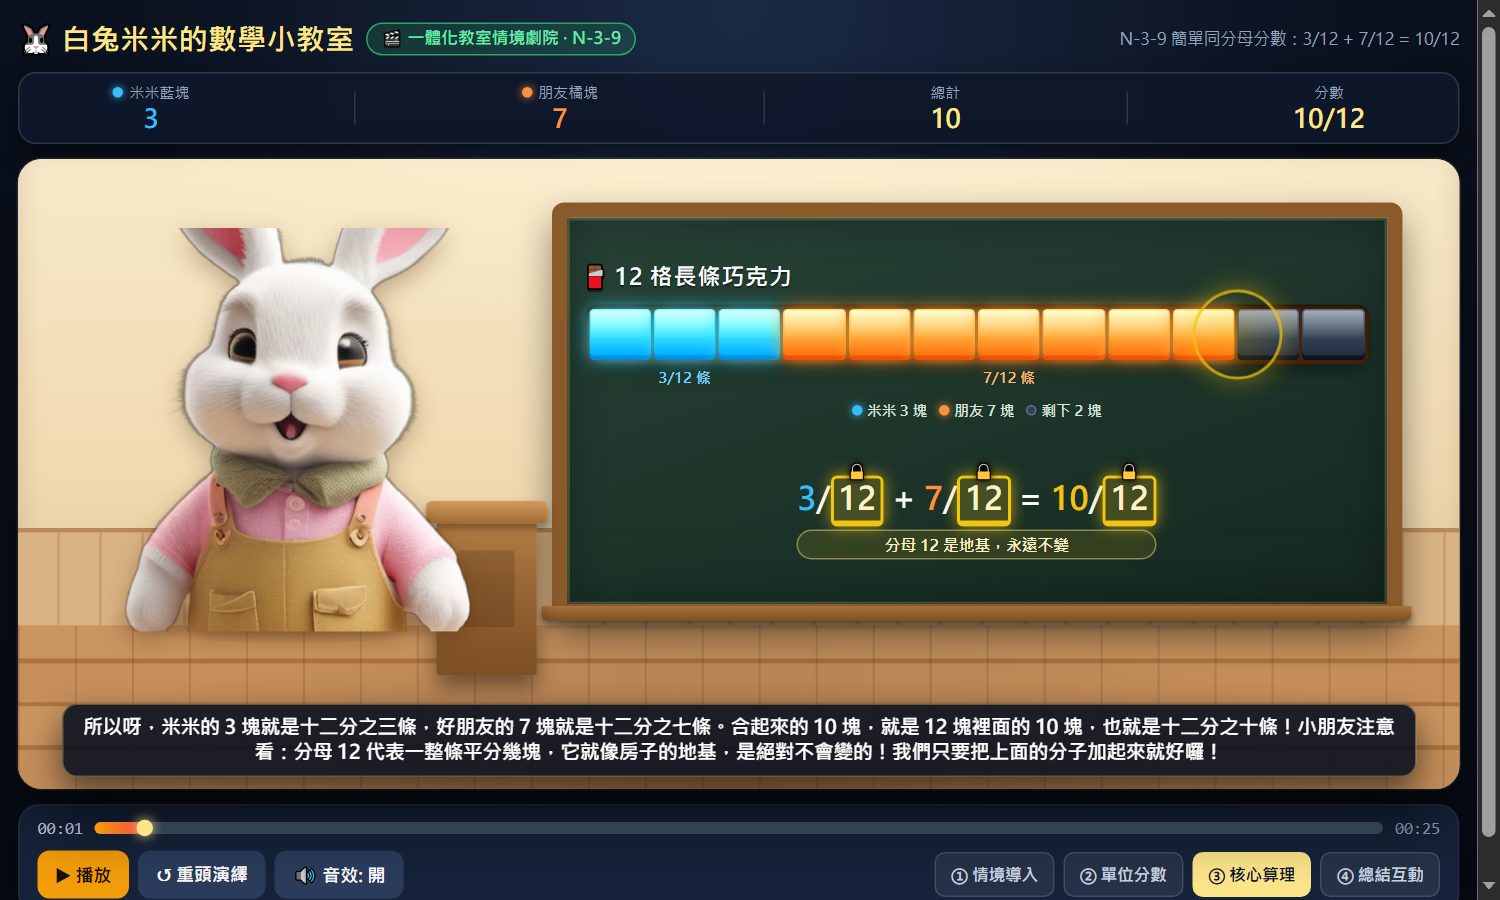 白兔米米的數學小教室
一體化教室情境劇院 · N-3-9
N-3-9 簡單同分母分數：3/12 + 7/12 = 10/12
米米藍塊
3
朋友橘塊
7
總計
10
分數
10/12
12 格長條巧克力
3/12 條
7/12 條
米米 3 塊 朋友 7 塊 剩下 2 塊
3/12 + 7/12 = 10/12
分母 12 是地基，永遠不變
所以呀，米米的 3 塊就是十二分之三條，好朋友的 7 塊就是十二分之七條。合起來的 10 塊，就是 12 塊裡面的 10 塊，也就是十二分之十條！小朋友注意
看：分母 12 代表一整條平分幾塊，它就像房子的地基，是絕對不會變的！我們只要把上面的分子加起來就好囉！
00:01
00:25
▶ 播放
↺ 重頭演繹
🔊 音效: 開
① 情境導入
② 單位分數
③ 核心算理
④ 總結互動